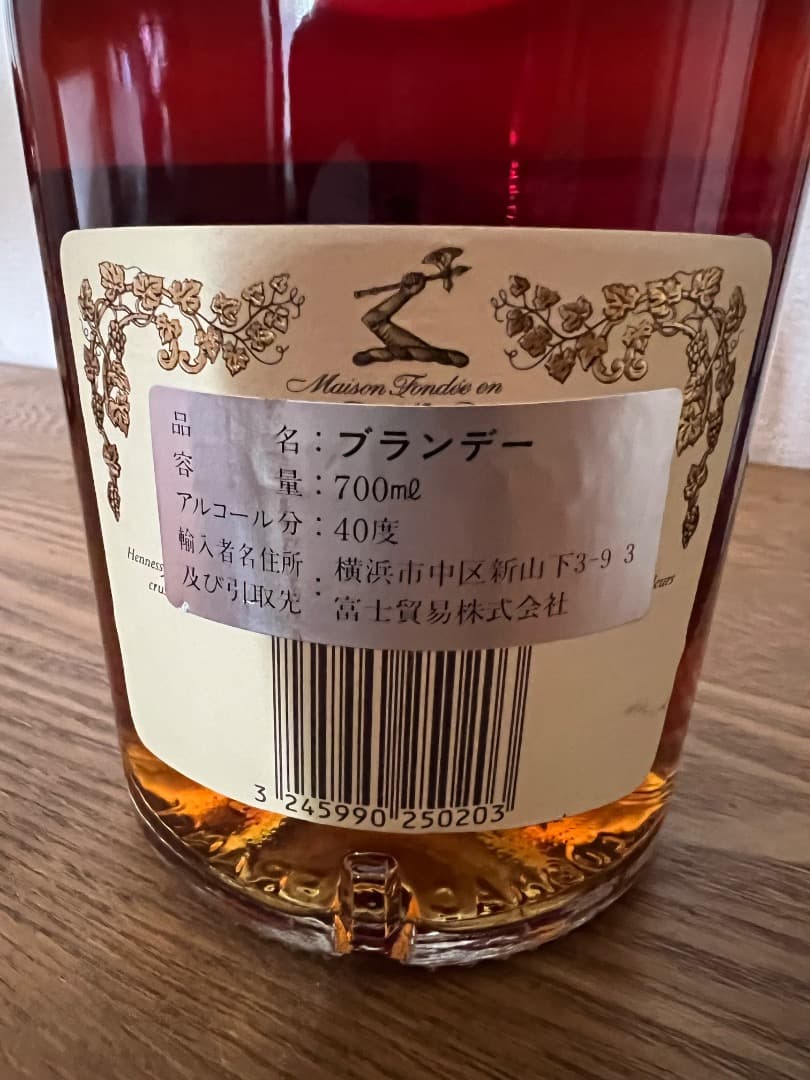 Maison Fondée en
品 名：ブランデー
容 量：700㎖
アルコール分：40度
輸入者名住所 及び引取先：横浜市中区新山下3-9 3
富士貿易株式会社
Hennessy
3 245990 250203